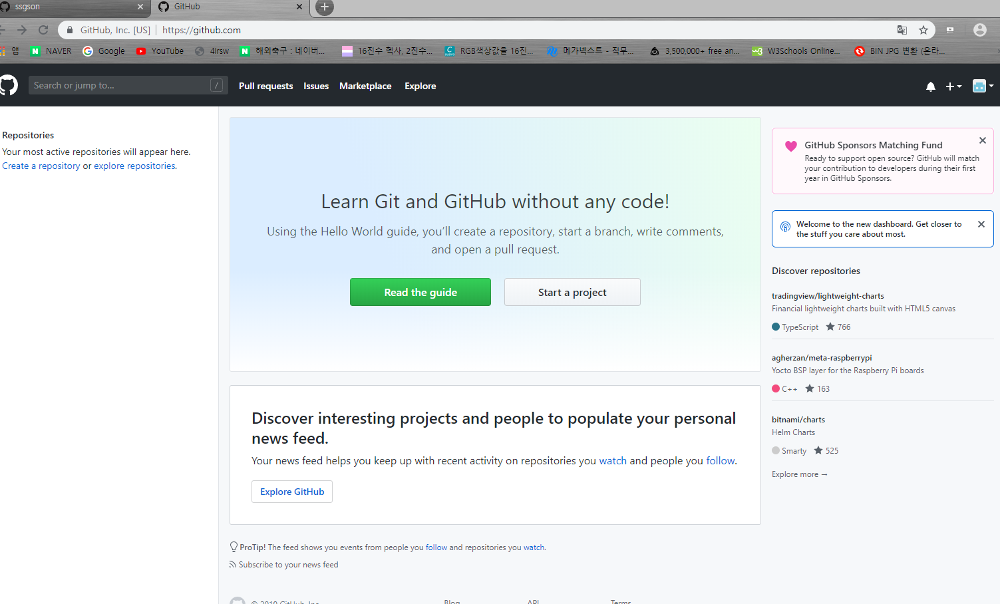 ssgson
GitHub
GitHub, Inc. [US]
https://github.com
앱
NAVER
Google
YouTube
4irsw
해외축구 : 네이버...
16진수 헥사, 2진수...
RGB색상값을 16진...
메가넥스트 - 직무...
3,500,000+ free an...
W3Schools Online...
BIN JPG 변환 (온라...
Search or jump to...
/
Pull requests
Issues
Marketplace
Explore
Repositories
Your most active repositories will appear here.
Create a repository or explore repositories.
Learn Git and GitHub without any code!
Using the Hello World guide, you’ll create a repository, start a branch, write comments,
and open a pull request.
Read the guide
Start a project
Discover interesting projects and people to populate your personal
news feed.
Your news feed helps you keep up with recent activity on repositories you watch and people you follow.
Explore GitHub
ProTip! The feed shows you events from people you follow and repositories you watch.
Subscribe to your news feed
GitHub Sponsors Matching Fund
Ready to support open source? GitHub will match
your contribution to developers during their first
year in GitHub Sponsors.
Welcome to the new dashboard. Get closer to
the stuff you care about most.
Discover repositories
tradingview/lightweight-charts
Financial lightweight charts built with HTML5 canvas
TypeScript
766
agherzan/meta-raspberrypi
Yocto BSP layer for the Raspberry Pi boards
C++
163
bitnami/charts
Helm Charts
Smarty
525
Explore more →
© 2019 GitHub, Inc.
Blog
API
Terms